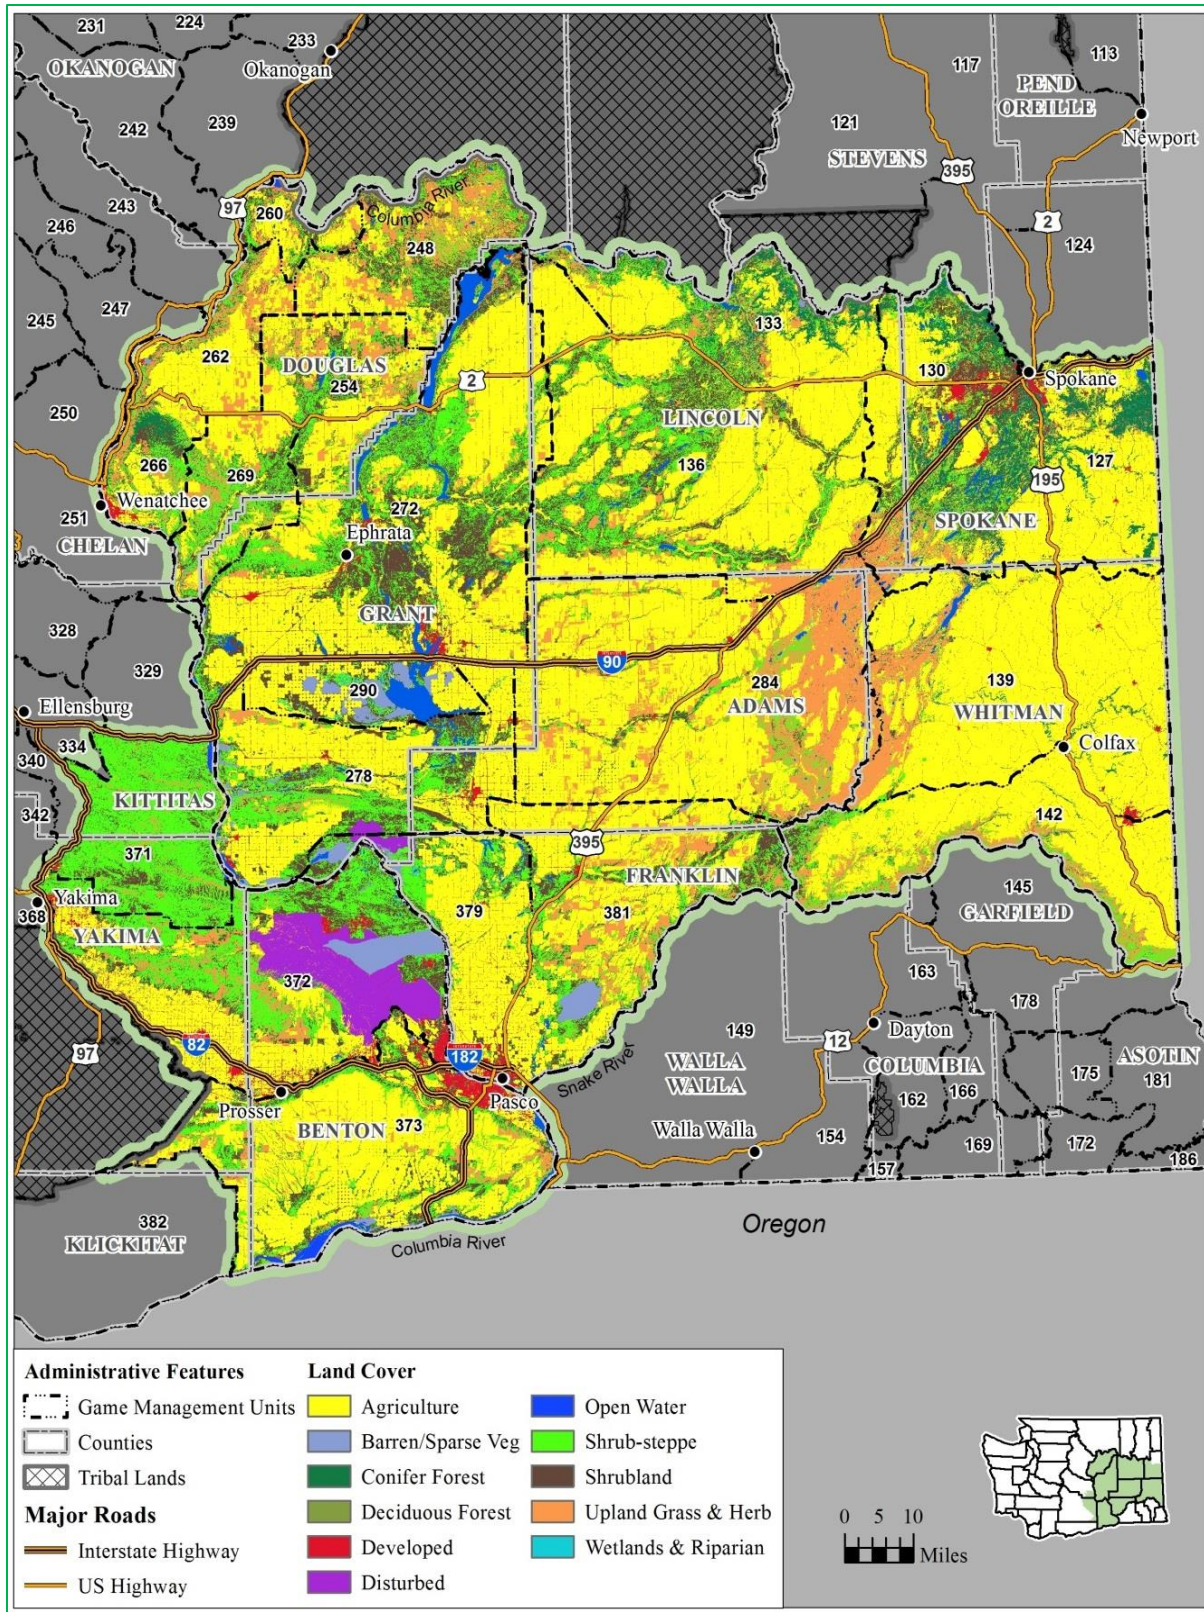 231
224
233
OKANOGAN
Okanogan
242
239
117
113
PEND
OREILLE
121
STEVENS
Newport
395
243
97
260
Columbia River
248
246
2
124
247
245
262
DOUGLAS
254
133
2
130
Spokane
LINCOLN
250
266
269
136
127
195
Wenatchee
251
CHELAN
272
Ephrata
SPOKANE
GRANT
328
329
90
290
284
ADAMS
139
WHITMAN
Ellensburg
334
340
Colfax
278
KITTITAS
342
142
395
371
FRANKLIN
Yakima
368
379
381
145
GARFIELD
YAKIMA
372
163
178
149
82
182
97
12
Dayton
WALLA
WALLA
COLUMBIA
ASOTIN
175
181
Snake River
Pasco
Prosser
BENTON
373
162
166
Walla Walla
154
169
172
157
186
382
KLICKITAT
Columbia River
Oregon
Administrative Features
Game Management Units
Counties
Tribal Lands
Major Roads
Interstate Highway
US Highway
Land Cover
Agriculture
Barren/Sparse Veg
Conifer Forest
Deciduous Forest
Developed
Disturbed
Open Water
Shrub-steppe
Shrubland
Upland Grass & Herb
Wetlands & Riparian
0 5 10
Miles